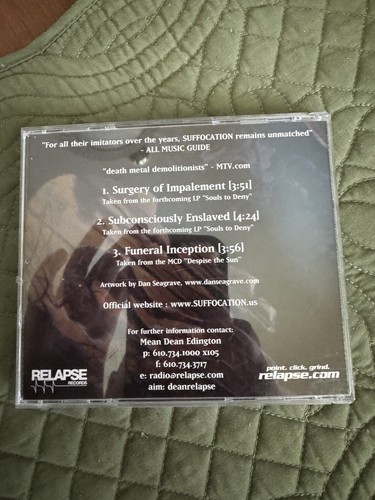 "For all their imitators over the years, SUFFOCATION remains unmatched"
- ALL MUSIC GUIDE
"death metal demolitionists" - MTV.com
1. Surgery of Impalement [3:51]
Taken from the forthcoming LP "Souls to Deny"
2. Subconsciously Enslaved [4:24]
Taken from the forthcoming LP "Souls to Deny"
3. Funeral Inception [3:56]
Taken from the MCD "Despise the Sun"
Artwork by Dan Seagrave, www.danseagrave.com
Official website : www.SUFFOCATION.us
For further information contact:
Mean Dean Edington
p: 610.734.1000 x105
f: 610.734.3717
e: radio@relapse.com
aim: deanrelapse
RELAPSE
RECORDS
point. click. grind.
relapse.com